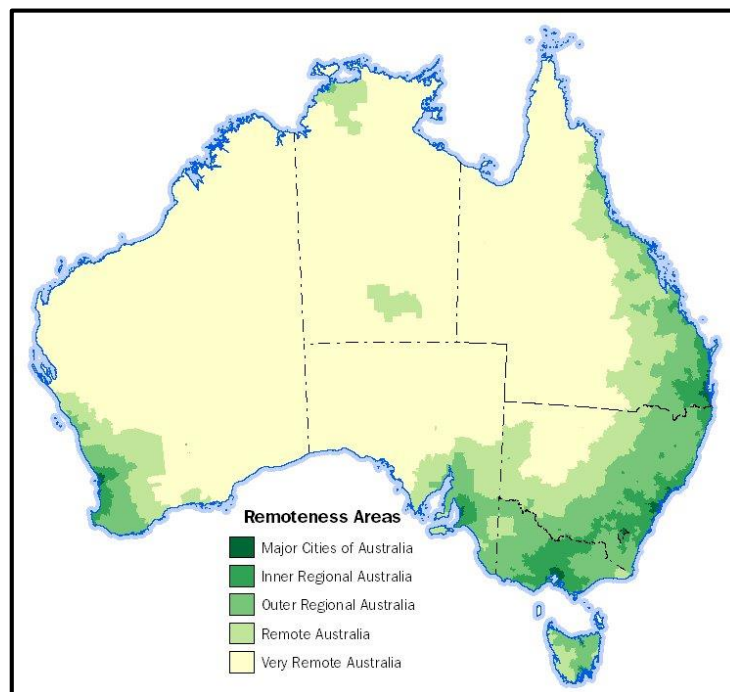 Remoteness Areas
Major Cities of Australia
Inner Regional Australia
Outer Regional Australia
Remote Australia
Very Remote Australia